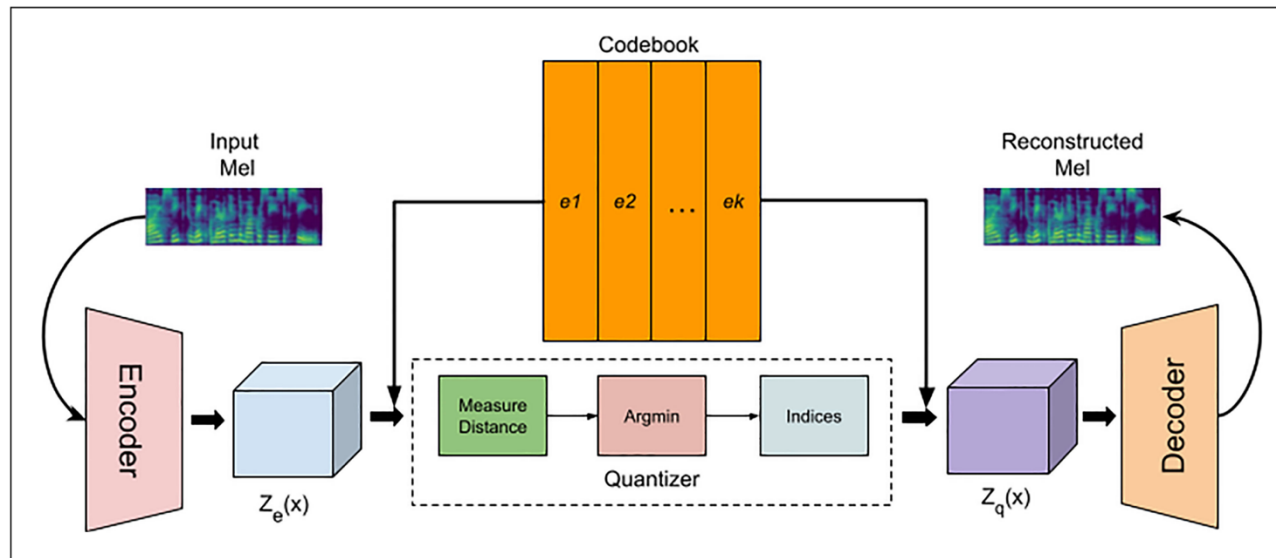 Codebook
Input
Mel
Reconstructed
Mel
e1 e2 ... ek
Encoder
Measure
Distance
Argmin
Indices
Quantizer
Decoder
Z_e(x)
Z_q(x)